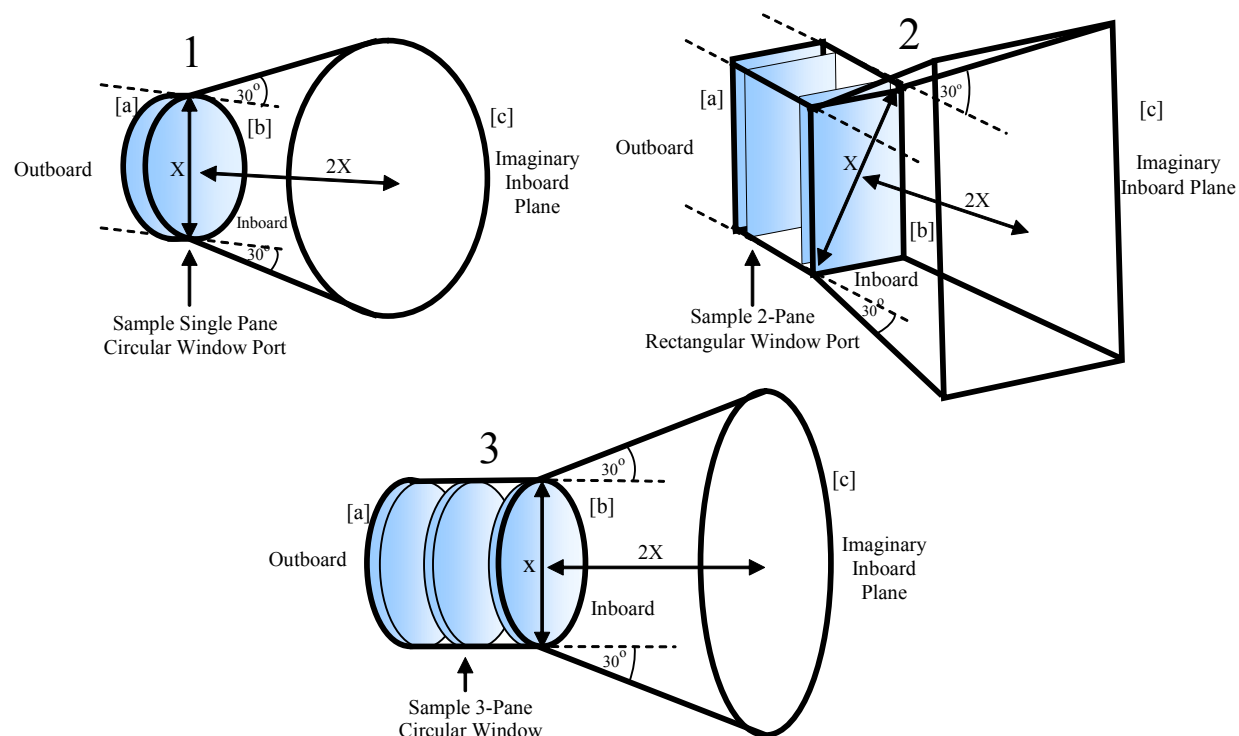 1
30°
[a]
[b]
[c]
Outboard
X
2X
Imaginary
Inboard
Plane
Inboard
30°
Sample Single Pane
Circular Window Port
2
30°
[a]
[c]
Outboard
X
Imaginary
Inboard Plane
2X
[b]
Inboard
30°
Sample 2-Pane
Rectangular Window Port
3
30°
[a]
[b]
[c]
Outboard
x
2X
Imaginary
Inboard
Plane
Inboard
30°
Sample 3-Pane
Circular Window